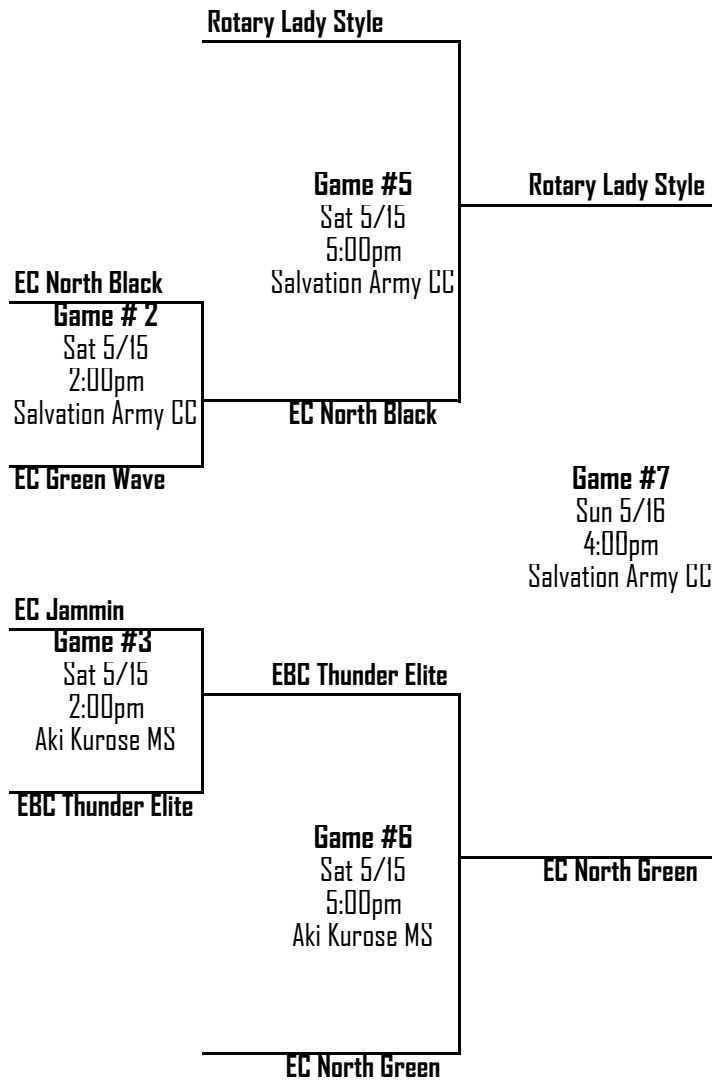 Rotary Lady Style
Game #5
Sat 5/15
5:00pm
Salvation Army CC
Rotary Lady Style
EC North Black
Game # 2
Sat 5/15
2:00pm
Salvation Army CC
EC North Black
EC Green Wave
Game #7
Sun 5/16
4:00pm
Salvation Army CC
EC Jammin
Game #3
Sat 5/15
2:00pm
Aki Kurose MS
EBC Thunder Elite
EBC Thunder Elite
Game #6
Sat 5/15
5:00pm
Aki Kurose MS
EC North Green
EC North Green